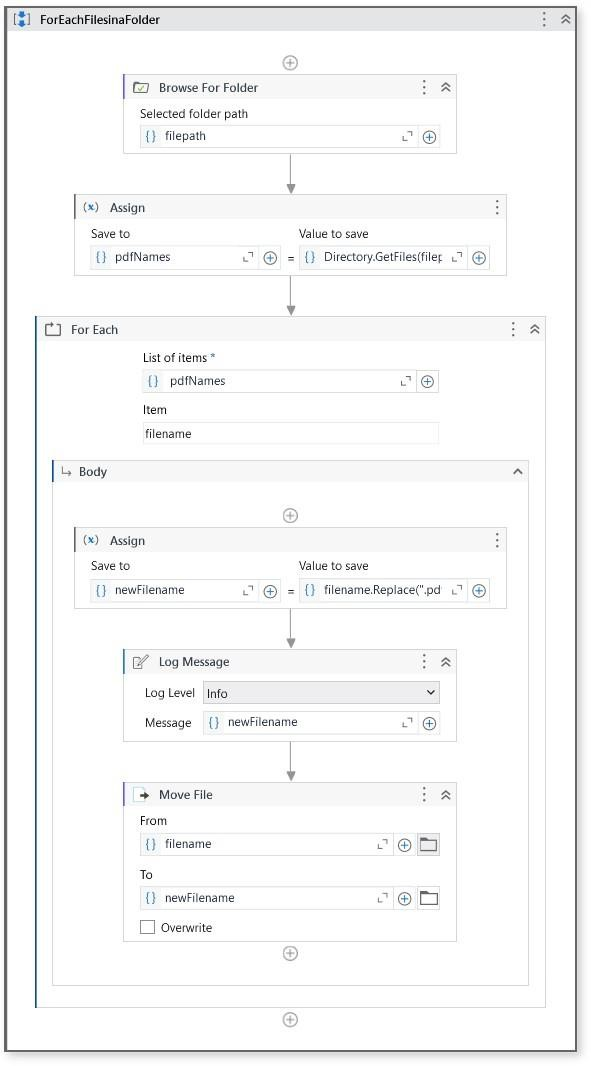 ForEachFilesinaFolder
Browse For Folder
Selected folder path
{} filepath
(x) Assign
Save to Value to save
{} pdfNames = {} Directory.GetFiles(filep
For Each
List of items *
{} pdfNames
Item
filename
Body
(x) Assign
Save to Value to save
{} newFilename = {} filename.Replace(".pd
Log Message
Log Level Info
Message {} newFilename
Move File
From
{} filename
To
{} newFilename
Overwrite